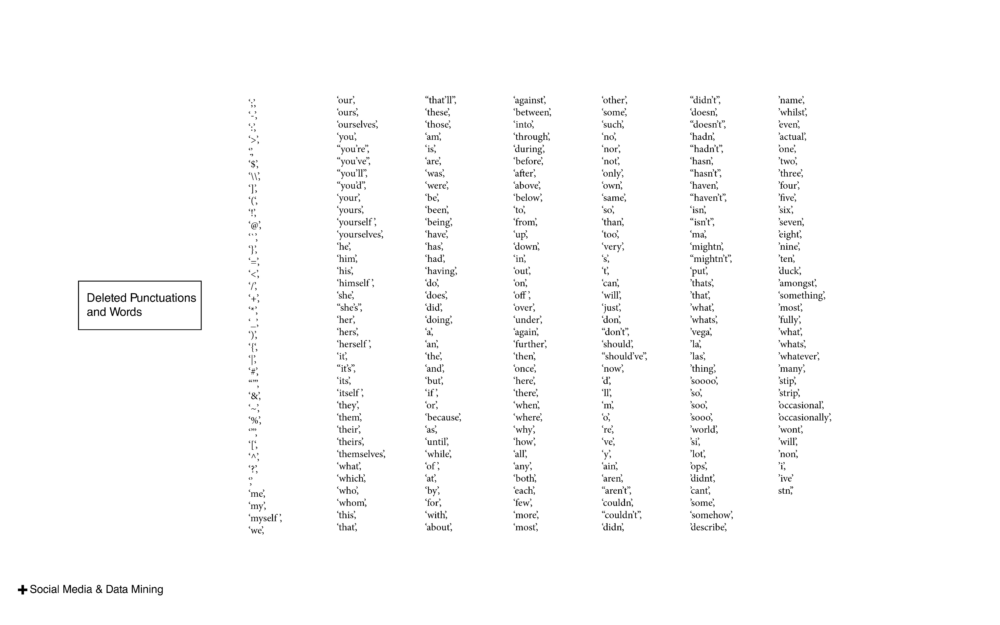 Deleted Punctuations
and Words
‘;’,
‘-’,
‘:’,
‘>’,
‘.’,
‘$’,
‘\\’,
‘]’,
‘(‘,
‘!’,
‘@’,
‘`’,
‘}’,
‘=’,
‘<’,
‘/’,
‘+’,
‘*’,
‘_’,
‘)’,
‘{‘,
‘|’,
‘#’,
“’”,
‘&’,
‘~’,
‘%’,
‘”’,
‘[‘,
‘^’,
‘?’,
‘,’
‘me’,
‘my’,
‘myself ’,
‘we’,
‘our’,
‘ours’,
‘ourselves’,
‘you’,
“you’re”,
“you’ve”,
“you’ll”,
“you’d”,
‘your’,
‘yours’,
‘yourself ’,
‘yourselves’,
‘he’,
‘him’,
‘his’,
‘himself ’,
‘she’,
“she’s”,
‘her’,
‘hers’,
‘herself ’,
‘it’,
“it’s”,
‘its’,
‘itself ’,
‘they’,
‘them’,
‘their’,
‘theirs’,
‘themselves’,
‘what’,
‘which’,
‘who’,
‘whom’,
‘this’,
‘that’,
“that’ll”,
‘these’,
‘those’,
‘am’,
‘is’,
‘are’,
‘was’,
‘were’,
‘be’,
‘been’,
‘being’,
‘have’,
‘has’,
‘had’,
‘having’,
‘do’,
‘does’,
‘did’,
‘doing’,
‘a’,
‘an’,
‘the’,
‘and’,
‘but’,
‘if ’,
‘or’,
‘because’,
‘as’,
‘until’,
‘while’,
‘of ’,
‘at’,
‘by’,
‘for’,
‘with’,
‘about’,
‘against’,
‘between’,
‘into’,
‘through’,
‘during’,
‘before’,
‘after’,
‘above’,
‘below’,
‘to’,
‘from’,
‘up’,
‘down’,
‘in’,
‘out’,
‘on’,
‘off ’,
‘over’,
‘under’,
‘again’,
‘further’,
‘then’,
‘once’,
‘here’,
‘there’,
‘when’,
‘where’,
‘why’,
‘how’,
‘all’,
‘any’,
‘both’,
‘each’,
‘few’,
‘more’,
‘most’,
‘other’,
‘some’,
‘such’,
‘no’,
‘nor’,
‘not’,
‘only’,
‘own’,
‘same’,
‘so’,
‘than’,
‘too’,
‘very’,
‘s’,
‘t’,
‘can’,
‘will’,
‘just’,
‘don’,
“don’t”,
‘should’,
“should’ve”,
‘now’,
‘d’,
‘ll’,
‘m’,
‘o’,
‘re’,
‘ve’,
‘y’,
‘ain’,
‘aren’,
“aren’t”,
‘couldn’,
“couldn’t”,
‘didn’,
“didn’t”,
‘doesn’,
“doesn’t”,
‘hadn’,
“hadn’t”,
‘hasn’,
“hasn’t”,
‘haven’,
“haven’t”,
‘isn’,
“isn’t”,
‘ma’,
‘mightn’,
“mightn’t”,
’put’,
’thats’,
’that’,
’what’,
’whats’,
’vega’,
’la’,
’las’,
’thing’,
’soooo’,
’so’,
’soo’,
’sooo’,
’world’,
’si’,
’lot’,
’ops’,
’didnt’,
’cant’,
’some’,
’somehow’,
’describe’,
’name’,
’whilst’,
’even’,
’actual’,
’one’,
’two’,
’three’,
’four’,
’five’,
’six’,
’seven’,
’eight’,
’nine’,
’ten’,
’duck’,
’amongst’,
‘something’,
’most’,
’fully’,
’what’,
’whats’,
’whatever’,
’many’,
’stip’,
’strip’,
’occasional’,
’occasionally’,
’wont’,
’will’,
’non’,
’i’,
’ive’
stn,”
Social Media & Data Mining